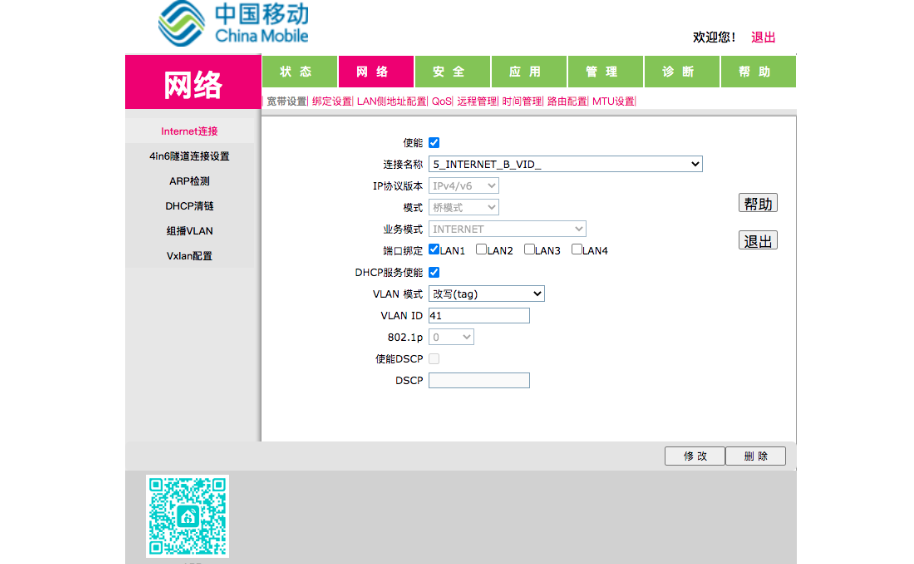 中国移动
China Mobile
欢迎您! 退出
网络
状 态 网 络 安 全 应 用 管 理 诊 断 帮 助
宽带设置| 绑定设置| LAN侧地址配置| QoS| 远程管理| 时间管理| 路由配置| MTU设置|
Internet连接
4in6隧道连接设置
ARP检测
DHCP清链
组播VLAN
Vxlan配置
使能
连接名称 5_INTERNET_B_VID_
IP协议版本 IPv4/v6
模式 桥模式
业务模式 INTERNET
端口绑定 LAN1 LAN2 LAN3 LAN4
DHCP服务使能
VLAN 模式 改写(tag)
VLAN ID 41
802.1p 0
使能DSCP
DSCP
帮助
退出
修 改 删 除